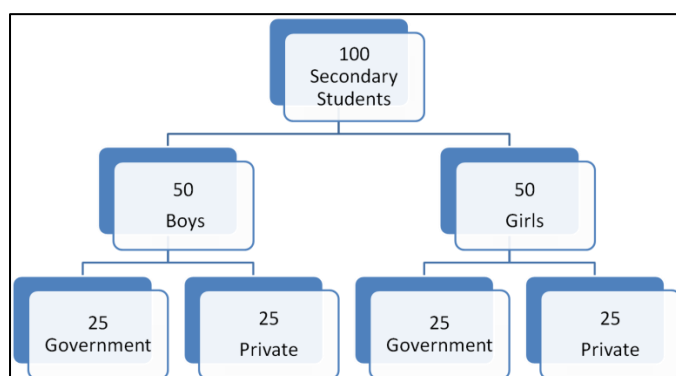 100
Secondary
Students
50
Boys
50
Girls
25
Government
25
Private
25
Government
25
Private